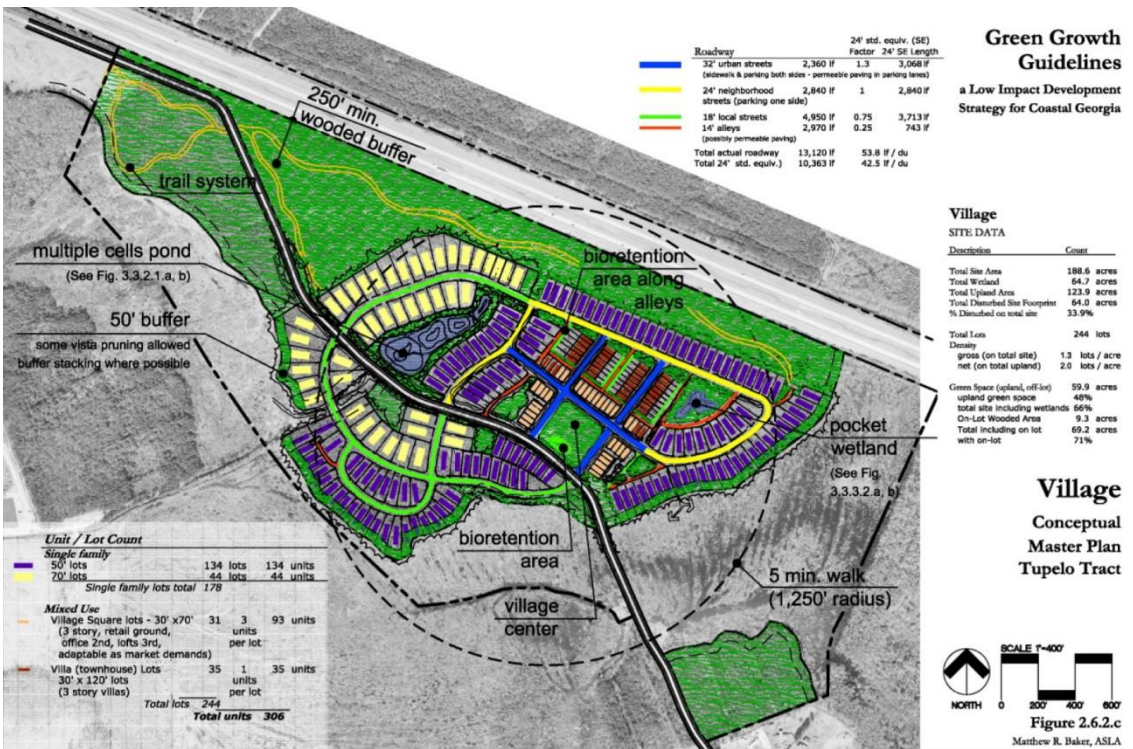 Green Growth
Guidelines
a Low Impact Development
Strategy for Coastal Georgia
24' std. equiv. (SE)
Roadway Factor 24' SE Length
32' urban streets 2,360 lf 1.3 3,068 lf
(sidewalk & parking both sides - permeable paving in parking lanes)
24' neighborhood 2,840 lf 1 2,840 lf
streets (parking one side)
18' local streets 4,950 lf 0.75 3,713 lf
14' alleys 2,970 lf 0.25 743 lf
(possibly permeable paving)
Total actual roadway 13,120 lf 53.8 lf / du
Total 24' std. equiv.) 10,363 lf 42.5 lf / du
250' min.
wooded buffer
trail system
multiple cells pond
(See Fig. 3.3.2.1.a, b)
50' buffer
some vista pruning allowed
buffer stacking where possible
bioretention
area along
alleys
pocket
wetland
(See Fig.
3.3.3.2.a, b)
bioretention
area
village
center
5 min. walk
(1,250' radius)
Village
SITE DATA
Description Count
Total Site Area 188.6 acres
Total Wetland 64.7 acres
Total Upland Area 123.9 acres
Total Disturbed Site Footprint 64.0 acres
% Disturbed on total site 33.9%
Total Lots 244 lots
Density
gross (on total site) 1.3 lots / acre
net (on total upland) 2.0 lots / acre
Green Space (upland, off-lot) 59.9 acres
upland green space 48%
total site including wetlands 66%
On-Lot Wooded Area 9.3 acres
Total including on lot 69.2 acres
with on-lot 71%
Village
Conceptual
Master Plan
Tupelo Tract
Unit / Lot Count
Single family
50' lots 134 lots 134 units
70' lots 44 lots 44 units
Single family lots total 178
Mixed Use
Village Square lots - 30' x70' 31 3 93 units
(3 story, retail ground, units
office 2nd, lofts 3rd, per lot
adaptable as market demands)
Villa (townhouse) Lots 35 1 35 units
30' x 120' lots units
(3 story villas) per lot
Total lots 244
Total units 306
SCALE 1"=400'
NORTH 0 200' 400' 600'
Figure 2.6.2.c
Matthew R. Baker, ASLA